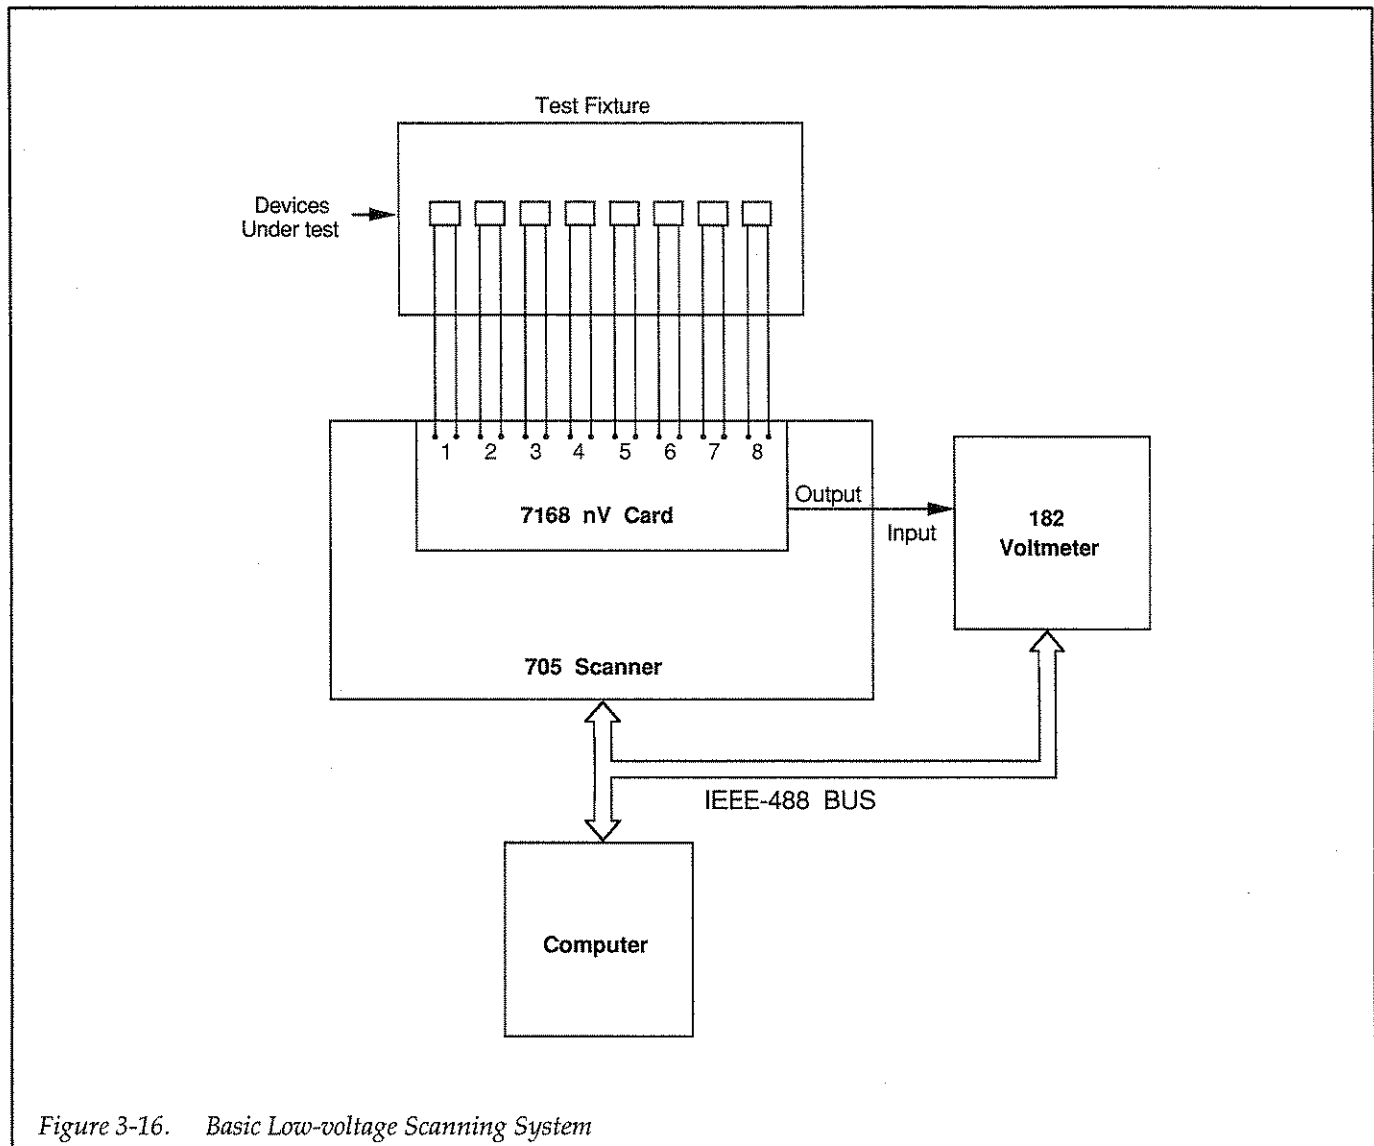 Test Fixture
Devices
Under test
1 2 3 4 5 6 7 8
7168 nV Card
Output
Input
182
Voltmeter
705 Scanner
IEEE-488 BUS
Computer
Figure 3-16. Basic Low-voltage Scanning System